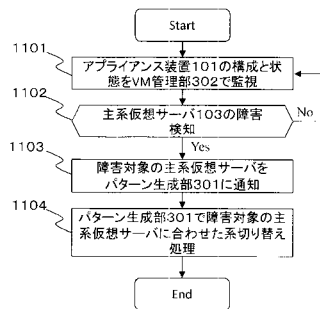 Start
1101
アプライアンス装置101の構成と状
態をVM管理部302で監視
1102
主系仮想サーバ103の障害
検知
No
Yes
1103
障害対象の主系仮想サーバを
パターン生成部301に通知
1104
パターン生成部301で障害対象の主
系仮想サーバに合わせた系切り替え
処理
End